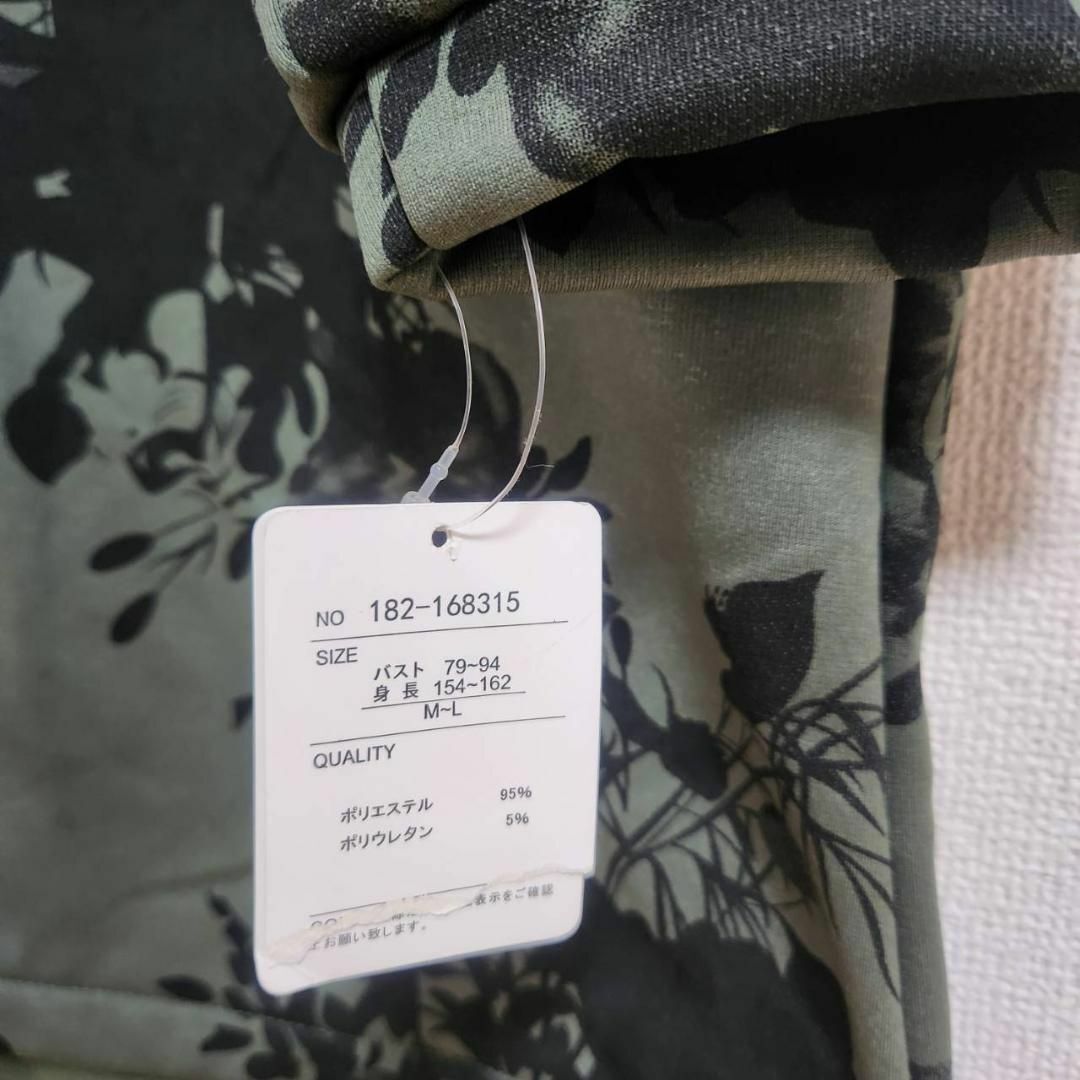 NO 182-168315
SIZE
バスト 79~94
身 長 154~162
M~L
QUALITY
ポリエステル 95%
ポリウレタン 5%
表示をご確認
お願い致します。